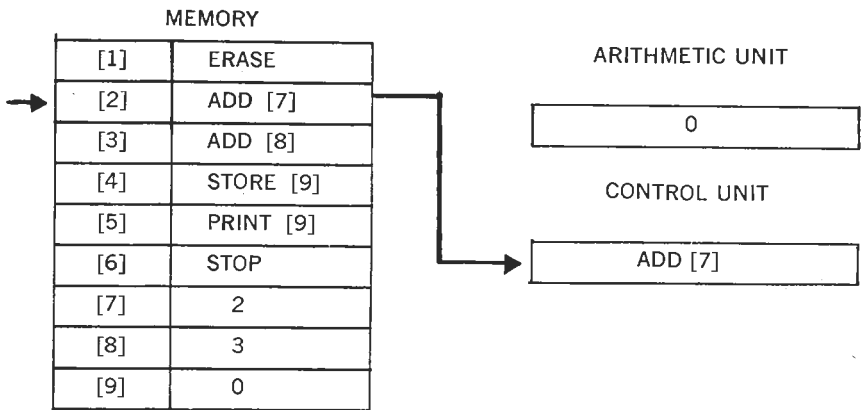 MEMORY
[1] ERASE
[2] ADD [7]
[3] ADD [8]
[4] STORE [9]
[5] PRINT [9]
[6] STOP
[7] 2
[8] 3
[9] 0
ARITHMETIC UNIT
0
CONTROL UNIT
ADD [7]